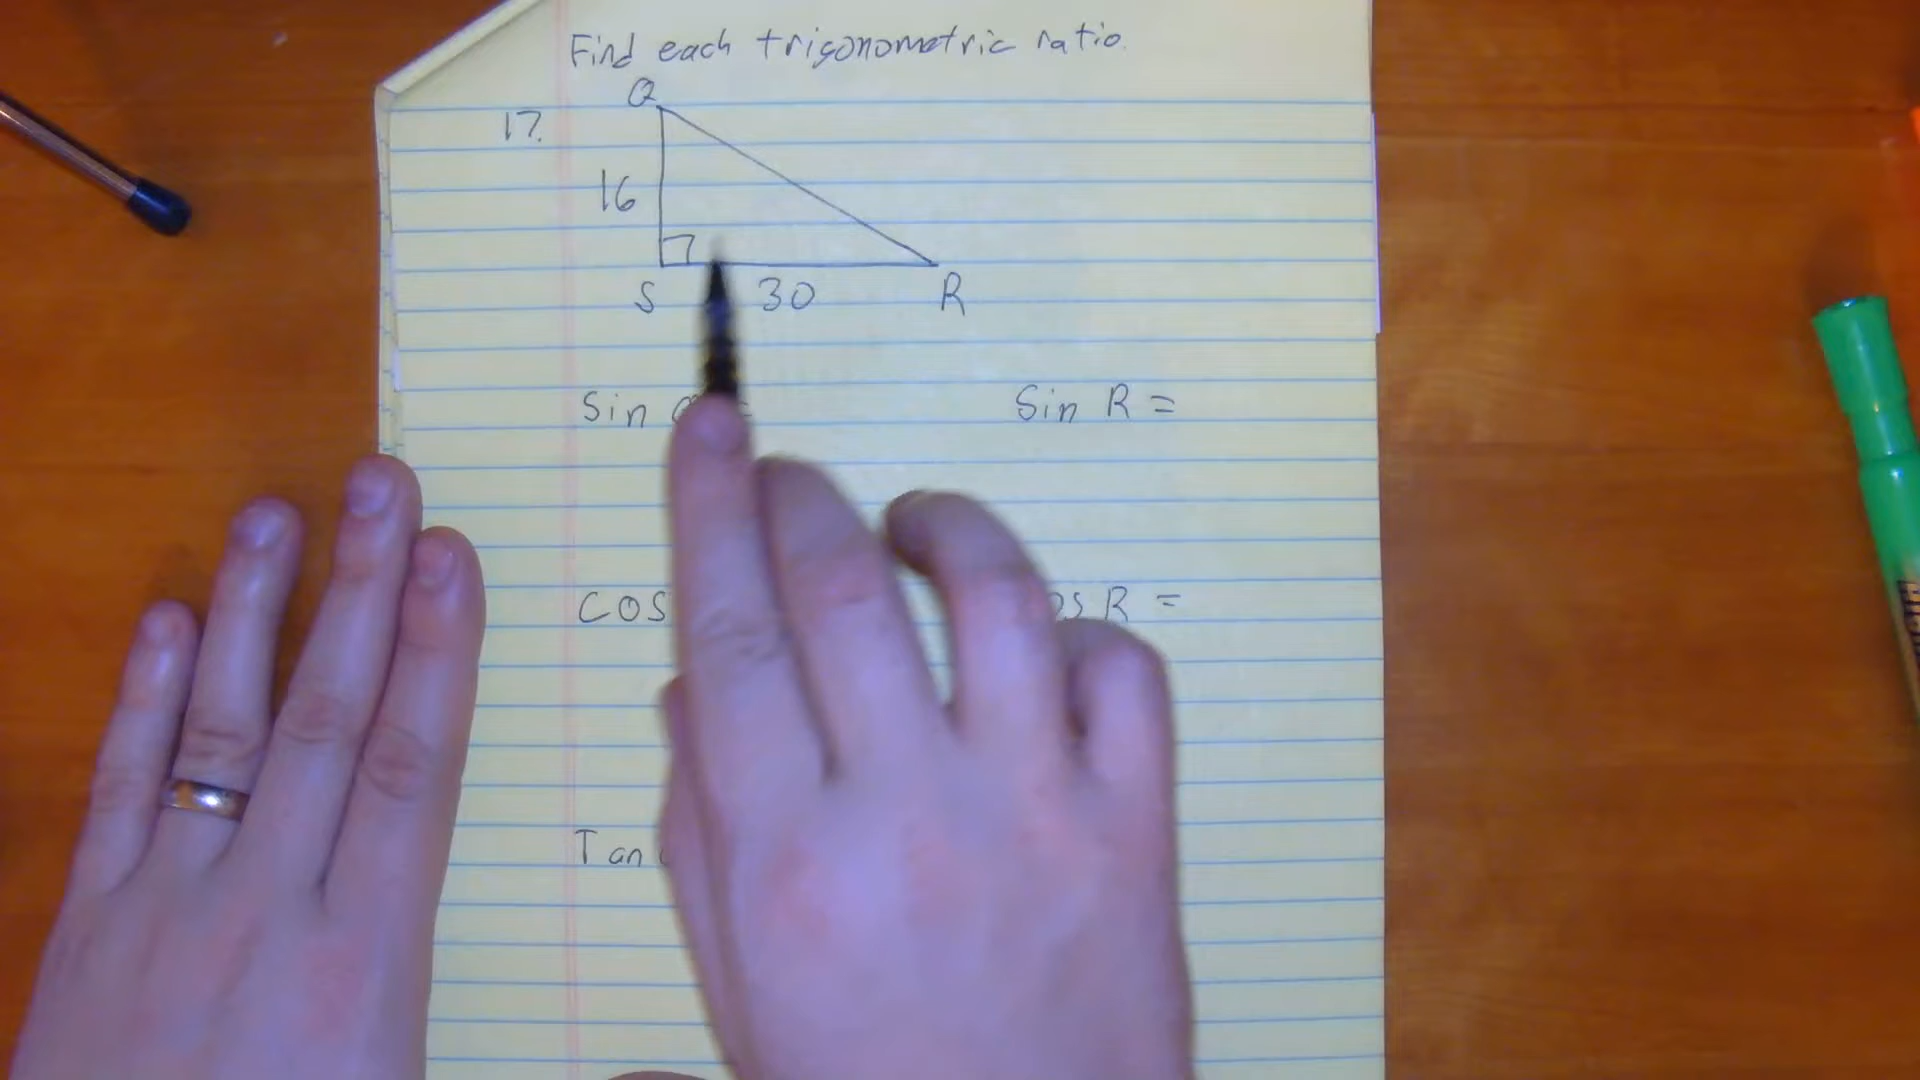 Find each trigonometric ratio.
Q
17.
16
S 30 R
Sin Sin R =
COS R =
Tan